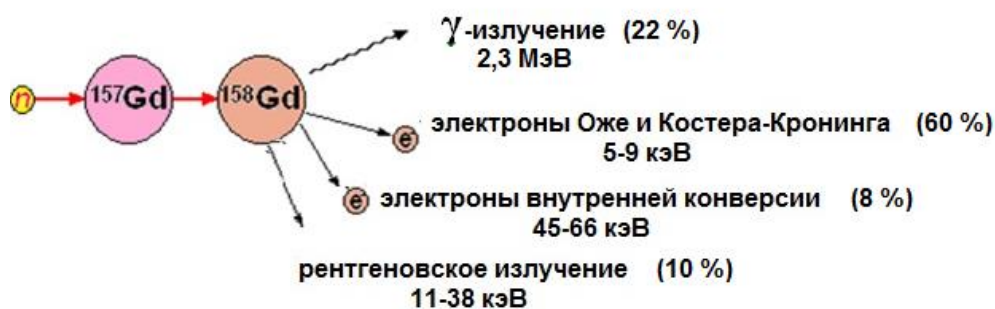 γ-излучение (22 %)
2,3 МэВ
n 157Gd 158Gd
e⁻ электроны Оже и Костера-Кронинга (60 %)
5-9 кэВ
e⁻ электроны внутренней конверсии (8 %)
45-66 кэВ
рентгеновское излучение (10 %)
11-38 кэВ